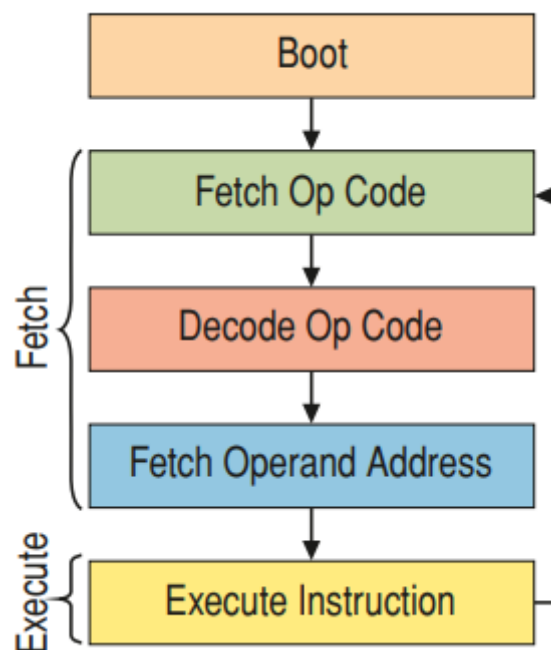 Boot
Fetch Op Code
Fetch
Decode Op Code
Fetch Operand Address
Execute
Execute Instruction